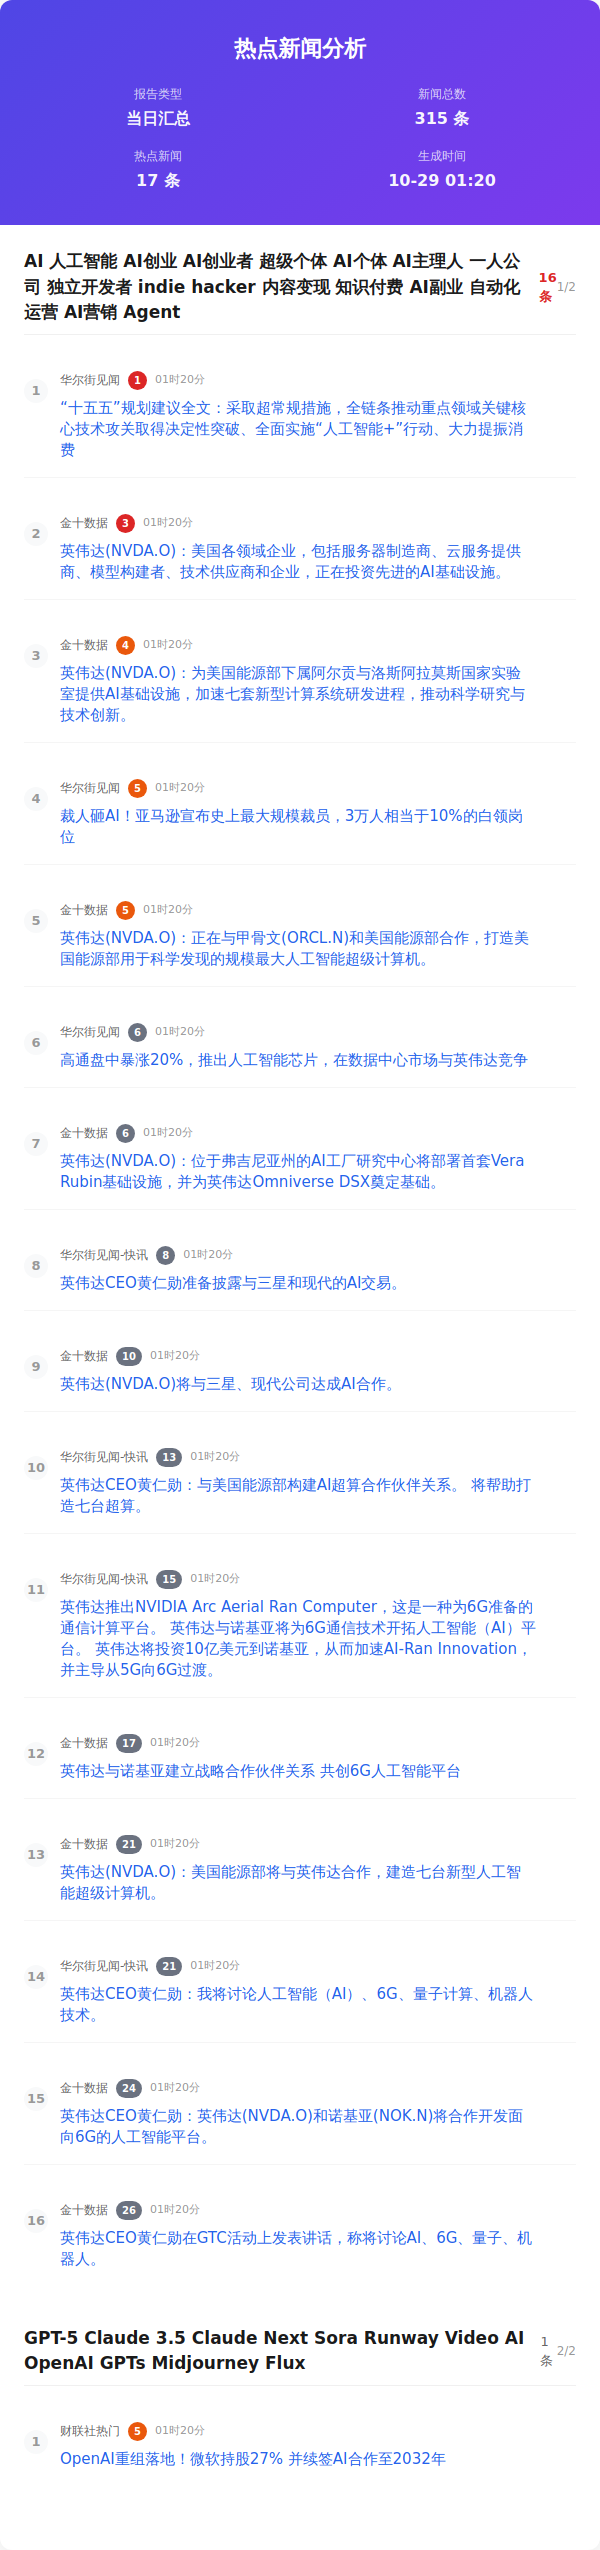 热点新闻分析
报告类型
当日汇总
新闻总数
315 条
热点新闻
17 条
生成时间
10-29 01:20
AI 人工智能 AI创业 AI创业者 超级个体 AI个体 AI主理人 一人公
司 独立开发者 indie hacker 内容变现 知识付费 AI副业 自动化
运营 AI营销 Agent
16
条
1/2
1
华尔街见闻 1 01时20分
“十五五”规划建议全文：采取超常规措施，全链条推动重点领域关键核
心技术攻关取得决定性突破、全面实施“人工智能+”行动、大力提振消
费
2
金十数据 3 01时20分
英伟达(NVDA.O)：美国各领域企业，包括服务器制造商、云服务提供
商、模型构建者、技术供应商和企业，正在投资先进的AI基础设施。
3
金十数据 4 01时20分
英伟达(NVDA.O)：为美国能源部下属阿尔贡与洛斯阿拉莫斯国家实验
室提供AI基础设施，加速七套新型计算系统研发进程，推动科学研究与
技术创新。
4
华尔街见闻 5 01时20分
裁人砸AI！亚马逊宣布史上最大规模裁员，3万人相当于10%的白领岗
位
5
金十数据 5 01时20分
英伟达(NVDA.O)：正在与甲骨文(ORCL.N)和美国能源部合作，打造美
国能源部用于科学发现的规模最大人工智能超级计算机。
6
华尔街见闻 6 01时20分
高通盘中暴涨20%，推出人工智能芯片，在数据中心市场与英伟达竞争
7
金十数据 6 01时20分
英伟达(NVDA.O)：位于弗吉尼亚州的AI工厂研究中心将部署首套Vera
Rubin基础设施，并为英伟达Omniverse DSX奠定基础。
8
华尔街见闻-快讯 8 01时20分
英伟达CEO黄仁勋准备披露与三星和现代的AI交易。
9
金十数据 10 01时20分
英伟达(NVDA.O)将与三星、现代公司达成AI合作。
10
华尔街见闻-快讯 13 01时20分
英伟达CEO黄仁勋：与美国能源部构建AI超算合作伙伴关系。 将帮助打
造七台超算。
11
华尔街见闻-快讯 15 01时20分
英伟达推出NVIDIA Arc Aerial Ran Computer，这是一种为6G准备的
通信计算平台。 英伟达与诺基亚将为6G通信技术开拓人工智能（AI）平
台。 英伟达将投资10亿美元到诺基亚，从而加速AI-Ran Innovation，
并主导从5G向6G过渡。
12
金十数据 17 01时20分
英伟达与诺基亚建立战略合作伙伴关系 共创6G人工智能平台
13
金十数据 21 01时20分
英伟达(NVDA.O)：美国能源部将与英伟达合作，建造七台新型人工智
能超级计算机。
14
华尔街见闻-快讯 21 01时20分
英伟达CEO黄仁勋：我将讨论人工智能（AI）、6G、量子计算、机器人
技术。
15
金十数据 24 01时20分
英伟达CEO黄仁勋：英伟达(NVDA.O)和诺基亚(NOK.N)将合作开发面
向6G的人工智能平台。
16
金十数据 26 01时20分
英伟达CEO黄仁勋在GTC活动上发表讲话，称将讨论AI、6G、量子、机
器人。
GPT-5 Claude 3.5 Claude Next Sora Runway Video AI
OpenAI GPTs Midjourney Flux
1
条
2/2
1
财联社热门 5 01时20分
OpenAI重组落地！微软持股27% 并续签AI合作至2032年